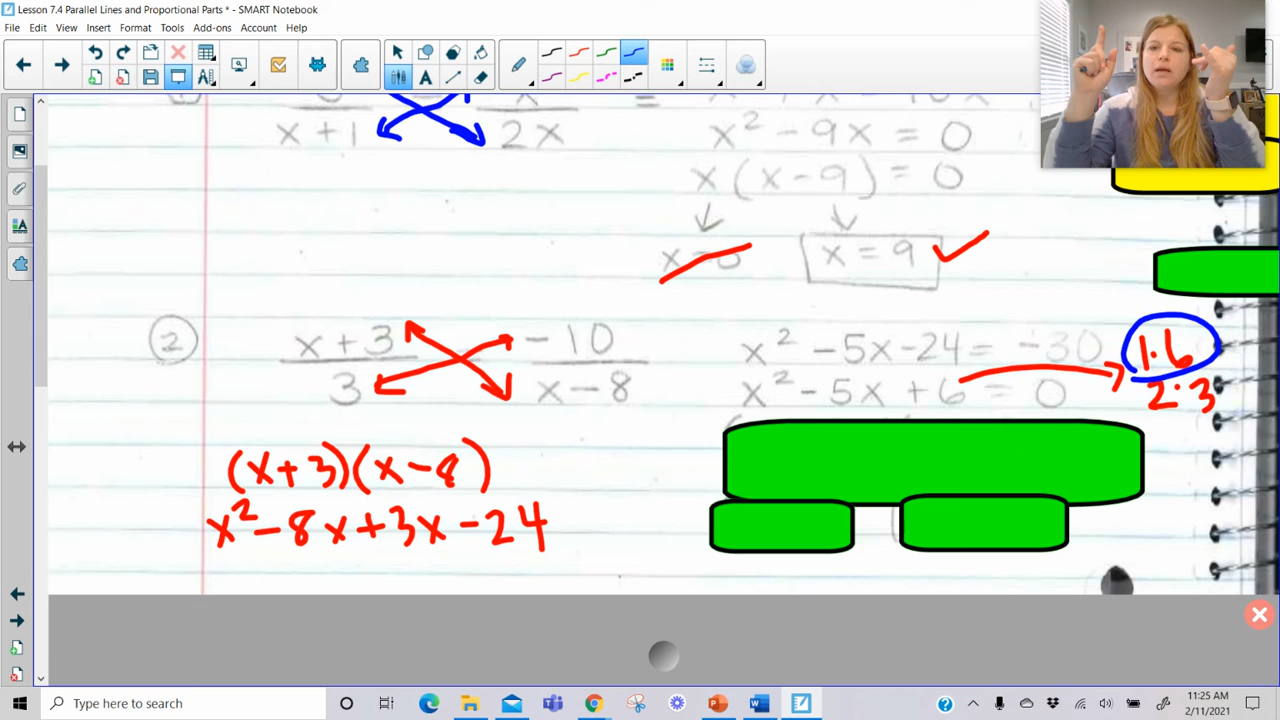 Lesson 7.4 Parallel Lines and Proportional Parts * - SMART Notebook
File Edit View Insert Format Tools Add-ons Account Help
x + 1
2x
x² - 9x = 0
x (x - 9) = 0
x = 0
x = 9
2
x + 3
3
-10
x - 8
x² - 5x - 24 = -30
x² - 5x + 6 = 0
1·6
2·3
(x+3)(x-8)
x² - 8x + 3x - 24
Type here to search
11:25 AM
2/11/2021